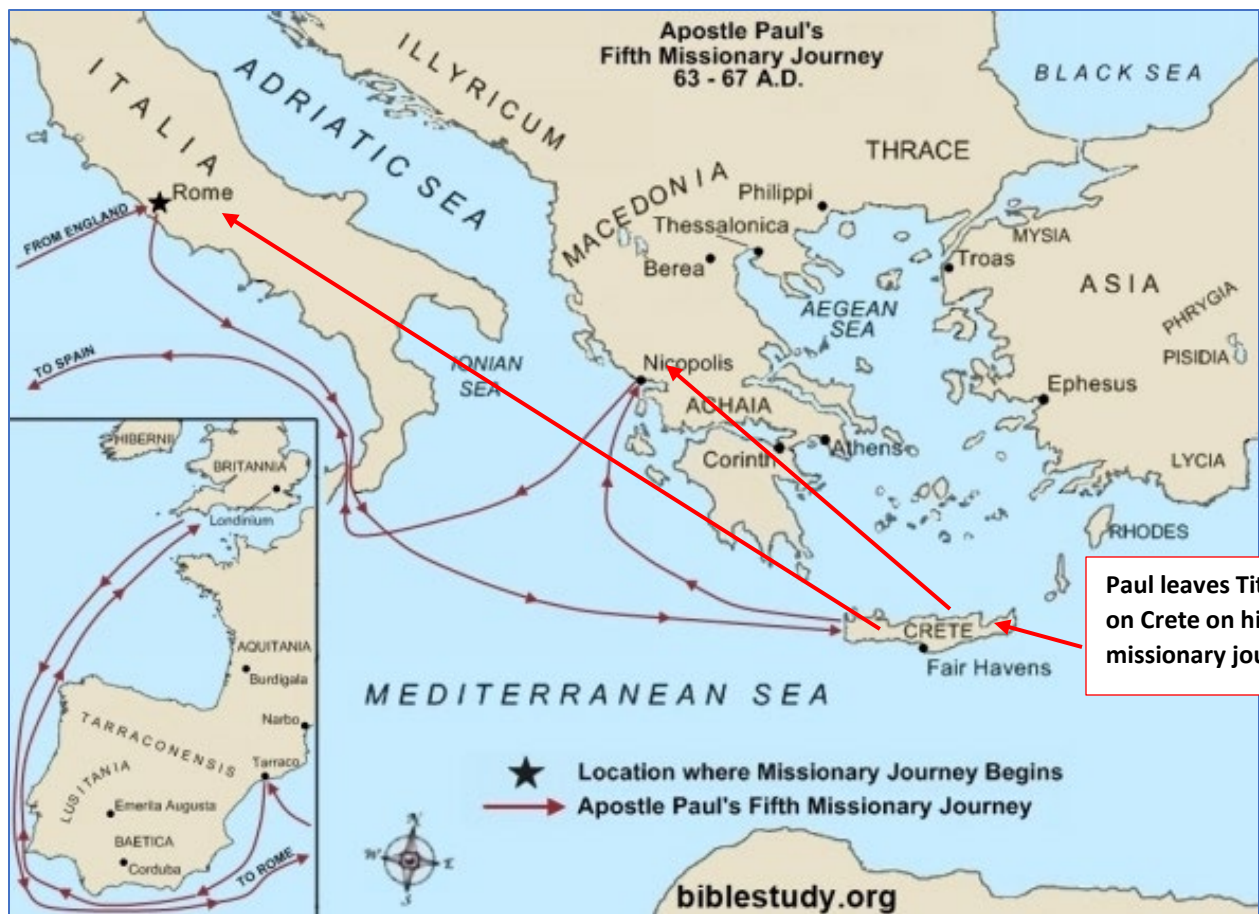 Apostle Paul's
Fifth Missionary Journey
63 - 67 A.D.
ILLYRICUM
BLACK SEA
ITALIA
ADRIATIC SEA
THRACE
MACEDONIA
Philippi
Rome
Thessalonica
FROM ENGLAND
MYSIA
Berea
Troas
ASIA
AEGEAN
SEA
PHRYGIA
TO SPAIN
IONIAN
SEA
Nicopolis
PISIDIA
Ephesus
ACHAIA
HIBERNII
Athens
BRITANNIA
Corinth
LYCIA
Londinium
RHODES
Paul leaves Tit
on Crete on hi
missionary jou
CRETE
AQUITANIA
Fair Havens
Burdigala
MEDITERRANEAN SEA
Narbo
TARRACONENSIS
Tarraco
Location where Missionary Journey Begins
LUSITANIA
Emerila Augusta
Apostle Paul's Fifth Missionary Journey
BAETICA
N
Corduba
W
E
TO ROME
S
biblestudy.org